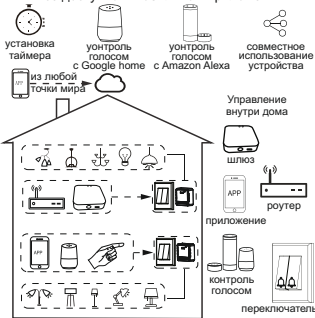 установка
таймера
уонтроль
голосом
с Google home
уонтроль
голосом
с Amazon Alexa
совместное
использование
устройства
APP
из любой
точки мира
Управление
внутри дома
шлюз
APP
приложение
роутер
APP
контроль
голосом
переключатель